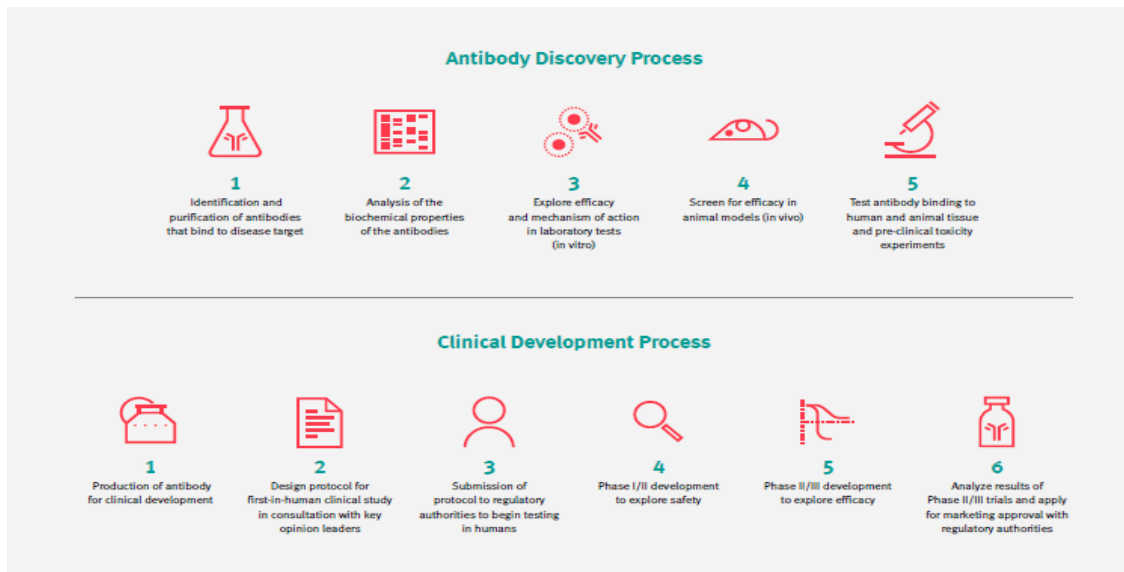 Antibody Discovery Process
1
Identification and
purification of antibodies
that bind to disease target
2
Analysis of the
biochemical properties
of the antibodies
3
Explore efficacy
and mechanism of action
in laboratory tests
(in vitro)
4
Screen for efficacy in
animal models (in vivo)
5
Test antibody binding to
human and animal tissue
and pre-clinical toxicity
experiments
Clinical Development Process
1
Production of antibody
for clinical development
2
Design protocol for
first-in-human clinical study
in consultation with key
opinion leaders
3
Submission of
protocol to regulatory
authorities to begin testing
in humans
4
Phase I/II development
to explore safety
5
Phase II/III development
to explore efficacy
6
Analyze results of
Phase II/III trials and apply
for marketing approval with
regulatory authorities